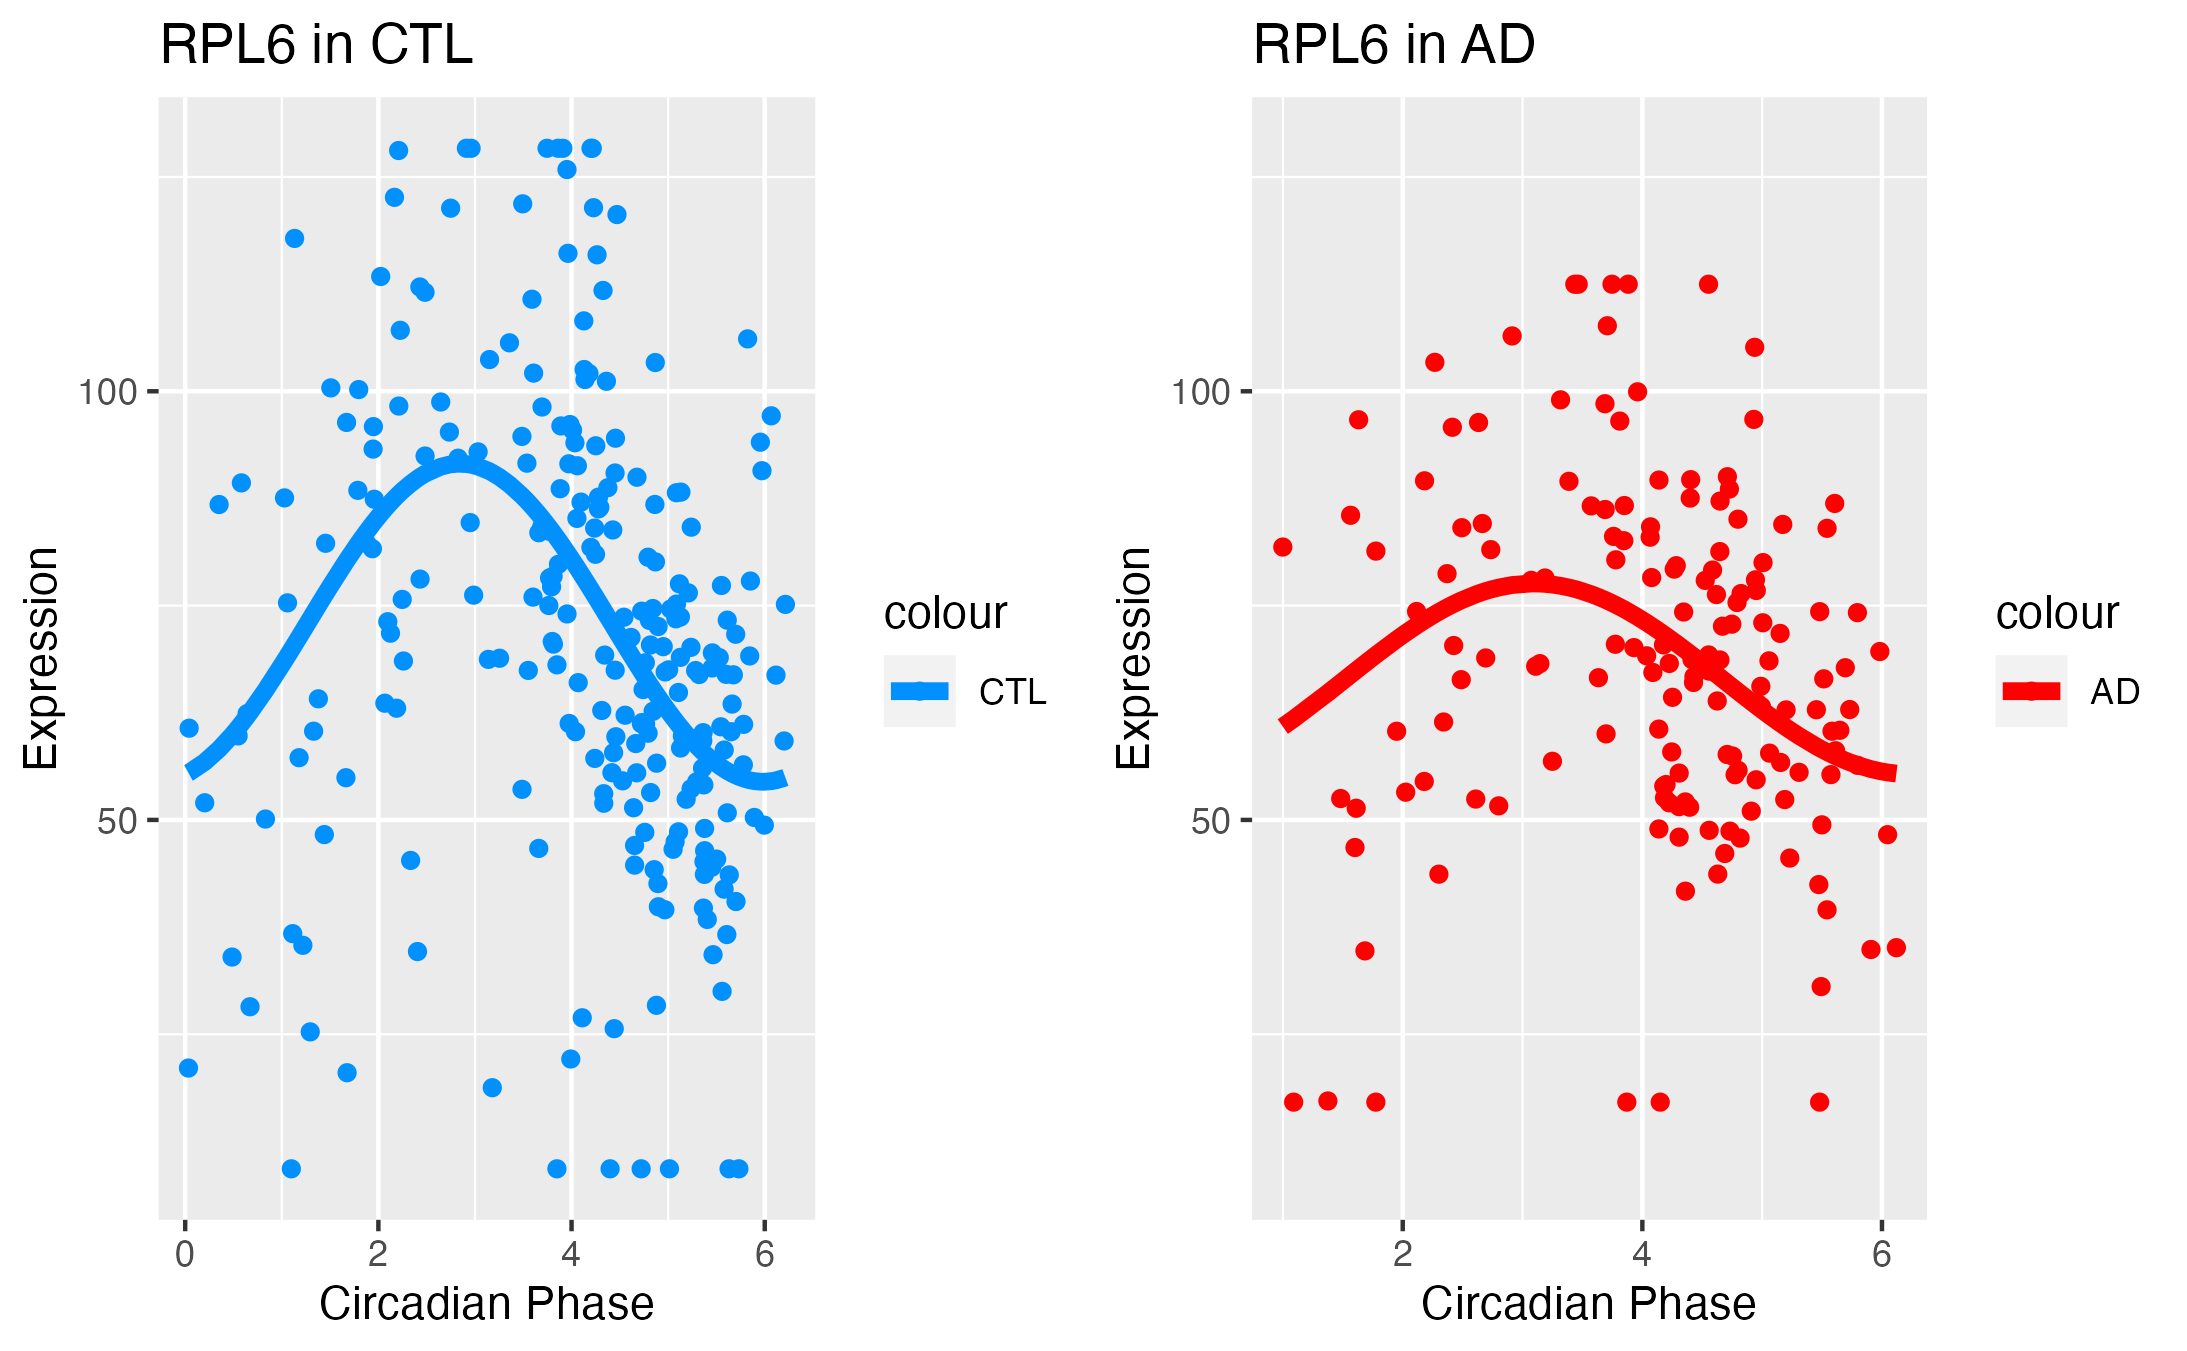 RPL6 in CTL
100
50
Expression
0 2 4 6
Circadian Phase
colour
CTL
RPL6 in AD
100
50
Expression
2 4 6
Circadian Phase
colour
AD